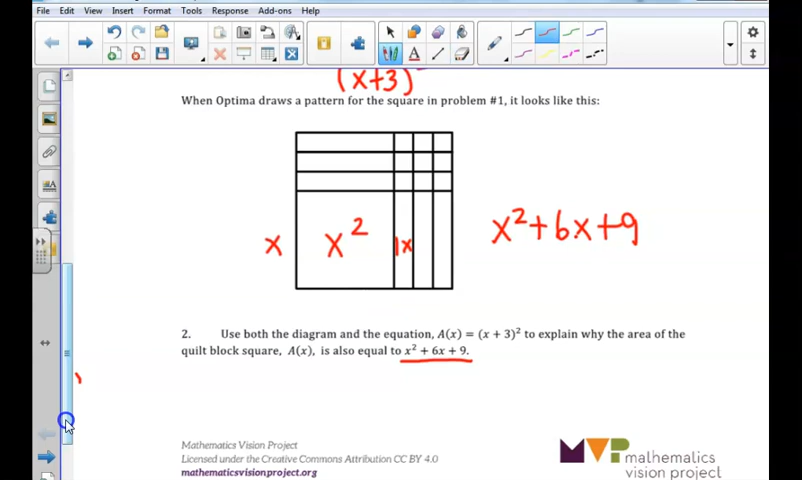 File Edit View Insert Format Tools Response Add-ons Help
(x+3)
When Optima draws a pattern for the square in problem #1, it looks like this:
x x² 1x x²+6x+9
2. Use both the diagram and the equation, A(x) = (x + 3)² to explain why the area of the
quilt block square, A(x), is also equal to x² + 6x + 9.
Mathematics Vision Project
Licensed under the Creative Commons Attribution CC BY 4.0
mathematicsvisionproject.org
MVP mathematics
vision project